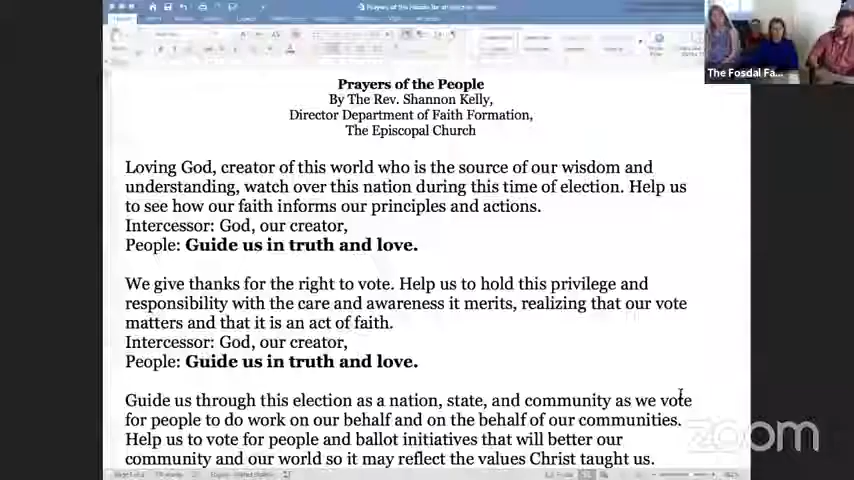 Prayers of the People
By The Rev. Shannon Kelly,
Director Department of Faith Formation,
The Episcopal Church
Loving God, creator of this world who is the source of our wisdom and
understanding, watch over this nation during this time of election. Help us
to see how our faith informs our principles and actions.
Intercessor: God, our creator,
People: Guide us in truth and love.
We give thanks for the right to vote. Help us to hold this privilege and
responsibility with the care and awareness it merits, realizing that our vote
matters and that it is an act of faith.
Intercessor: God, our creator,
People: Guide us in truth and love.
Guide us through this election as a nation, state, and community as we vote
for people to do work on our behalf and on the behalf of our communities.
Help us to vote for people and ballot initiatives that will better our
community and our world so it may reflect the values Christ taught us.
The Fosdal Fa...
zoom